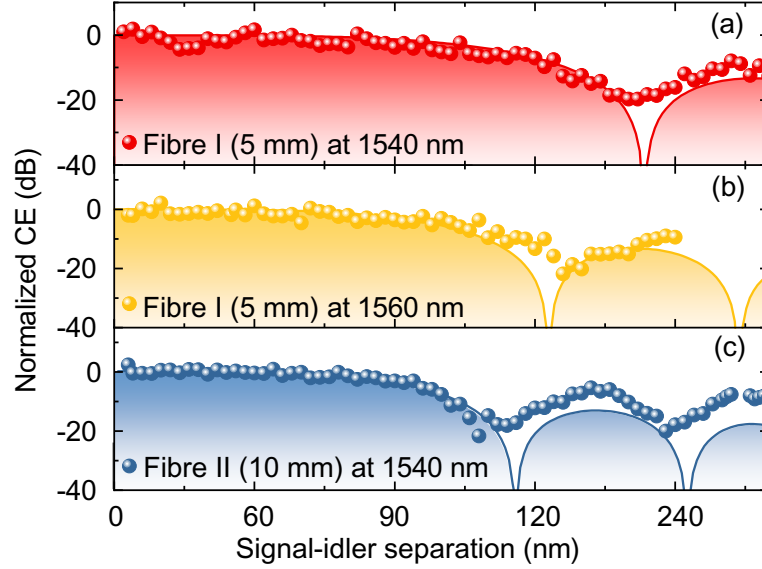 (a)
0
-20
-40
Fibre I (5 mm) at 1540 nm
(b)
0
-20
-40
Fibre I (5 mm) at 1560 nm
(c)
0
-20
-40
Fibre II (10 mm) at 1540 nm
Normalized CE (dB)
0 60 90 120 240
Signal-idler separation (nm)